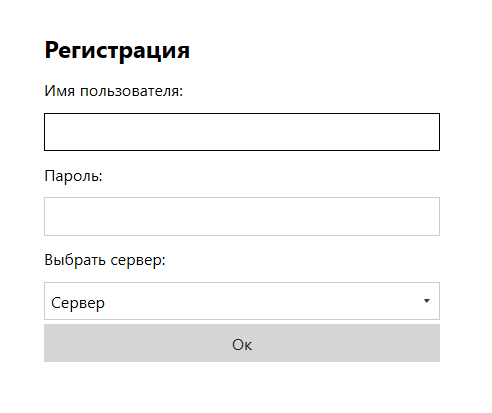 Регистрация
Имя пользователя:
Пароль:
Выбрать сервер:
Сервер
Ок